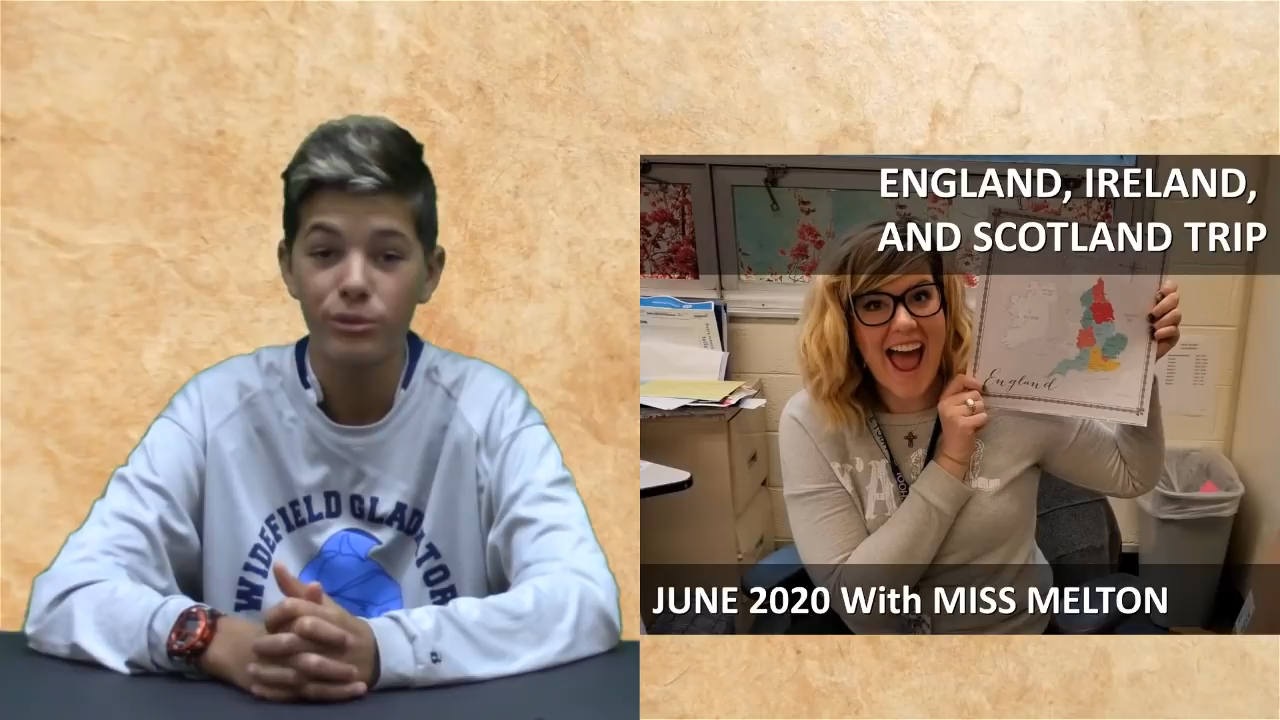 WIDEFIELD GLADIATOR
ENGLAND, IRELAND,
AND SCOTLAND TRIP
England
JUNE 2020 With MISS MELTON